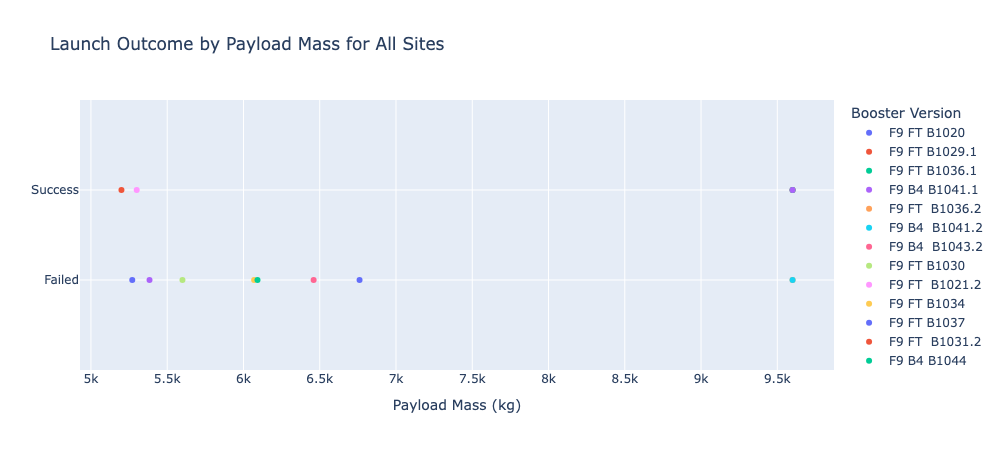 Launch Outcome by Payload Mass for All Sites
Booster Version
F9 FT B1020
F9 FT B1029.1
F9 FT B1036.1
F9 B4 B1041.1
F9 FT  B1036.2
F9 B4  B1041.2
F9 B4  B1043.2
F9 FT B1030
F9 FT  B1021.2
F9 FT B1034
F9 FT B1037
F9 FT  B1031.2
F9 B4 B1044
Success
Failed
5k 5.5k 6k 6.5k 7k 7.5k 8k 8.5k 9k 9.5k
Payload Mass (kg)